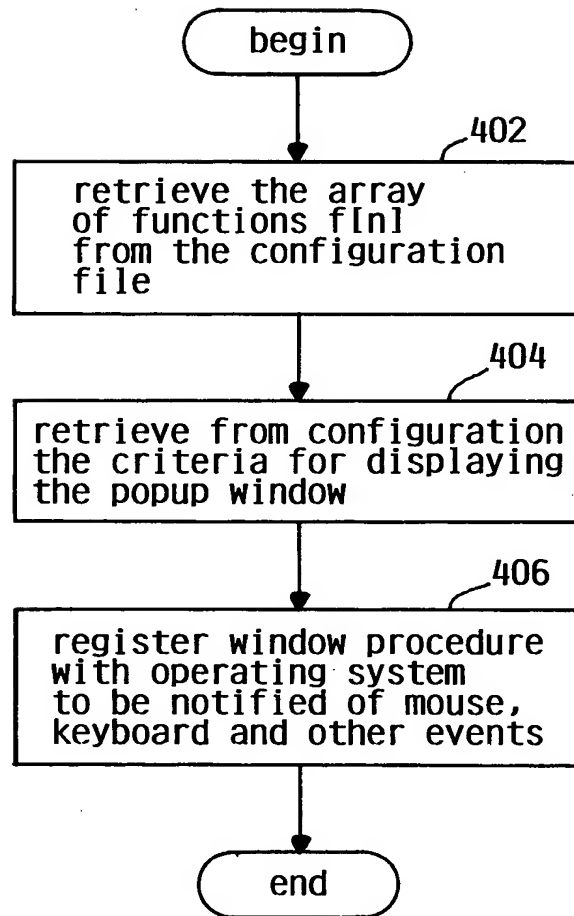 begin
402
retrieve the array
of functions f[n]
from the configuration
file
404
retrieve from configuration
the criteria for displaying
the popup window
406
register window procedure
with operating system
to be notified of mouse,
keyboard and other events
end